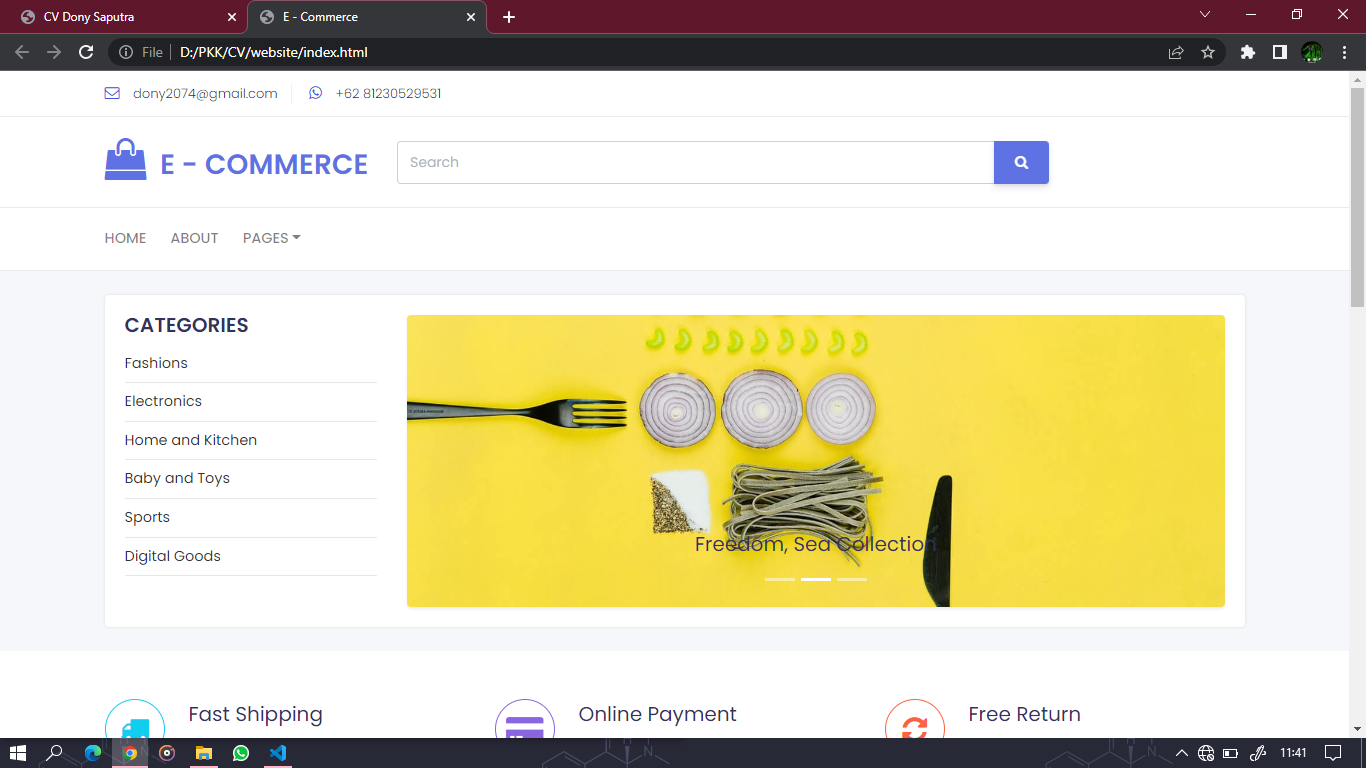 CV Dony Saputra
E - Commerce
File
D:/PKK/CV/website/index.html
dony2074@gmail.com
+62 81230529531
E - COMMERCE
Search
HOME ABOUT PAGES
CATEGORIES
Fashions
Electronics
Home and Kitchen
Baby and Toys
Sports
Digital Goods
Freedom, Sea Collection
Fast Shipping
Online Payment
Free Return
11:41